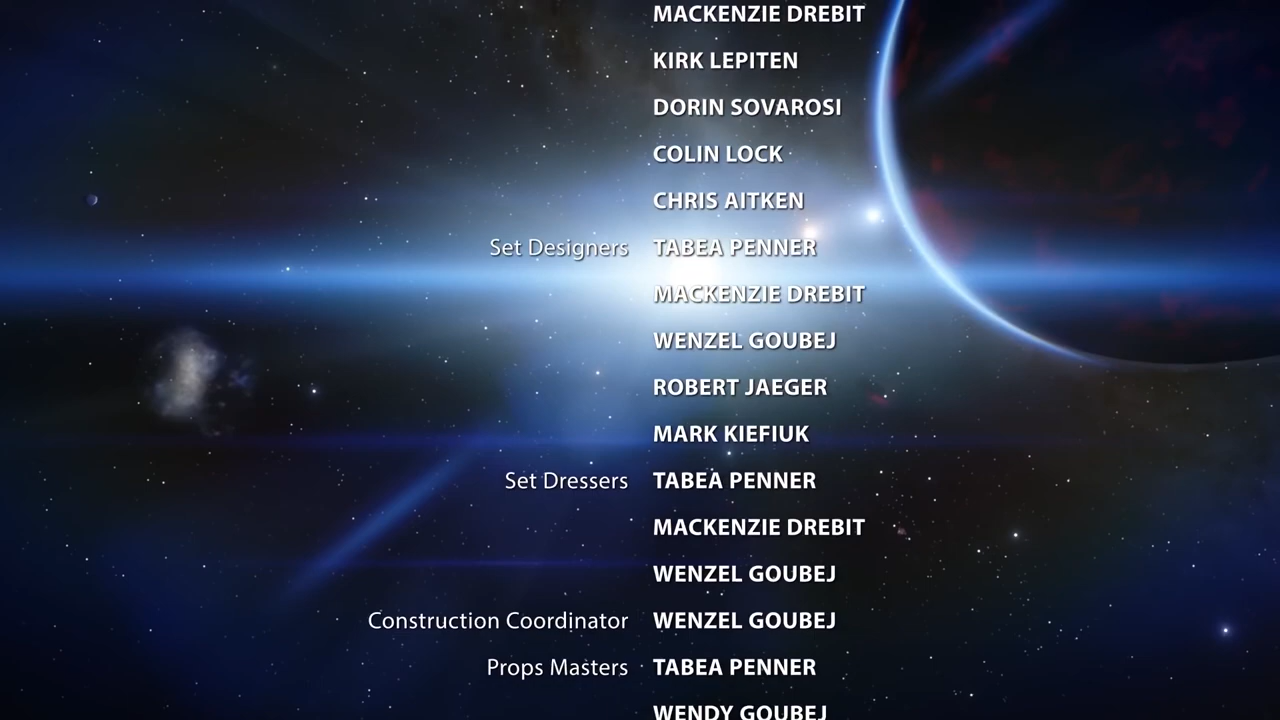 MACKENZIE DREBIT
KIRK LEPITEN
DORIN SOVAROSI
COLIN LOCK
CHRIS AITKEN
Set Designers TABEA PENNER
MACKENZIE DREBIT
WENZEL GOUBEJ
ROBERT JAEGER
MARK KIEFIUK
Set Dressers TABEA PENNER
MACKENZIE DREBIT
WENZEL GOUBEJ
Construction Coordinator WENZEL GOUBEJ
Props Masters TABEA PENNER
WENDY GOUBEJ